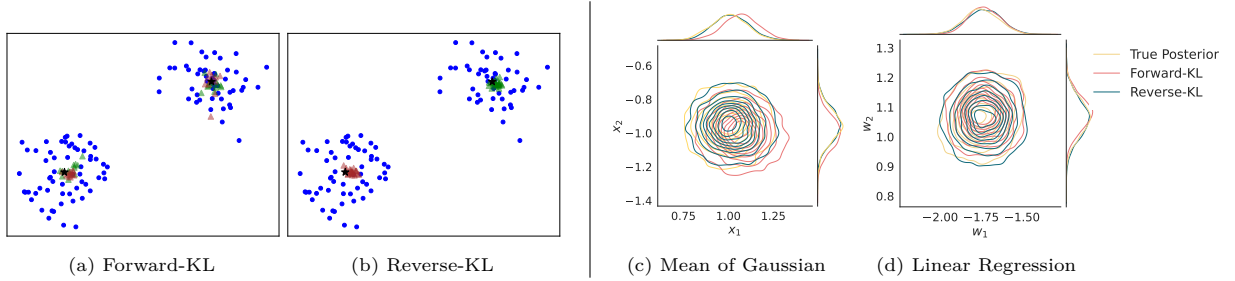 (a) Forward-KL
(b) Reverse-KL
−0.6
−0.8
−1.0
−1.2
−1.4
x₂
0.75 1.00 1.25
x₁
(c) Mean of Gaussian
1.3
1.2
1.1
1.0
0.9
0.8
w₂
−2.00 −1.75 −1.50
w₁
(d) Linear Regression
True Posterior
Forward-KL
Reverse-KL